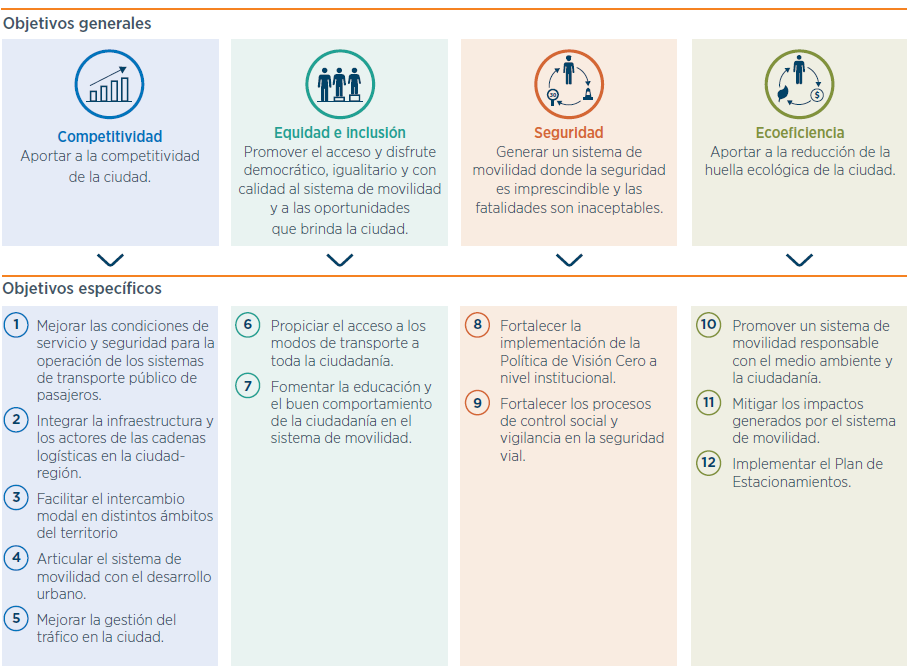 Objetivos generales
Competitividad
Aportar a la competitividad
de la ciudad.
Equidad e inclusión
Promover el acceso y disfrute
democrático, igualitario y con
calidad al sistema de movilidad
y a las oportunidades
que brinda la ciudad.
30
Seguridad
Generar un sistema de
movilidad donde la seguridad
es imprescindible y las
fatalidades son inaceptables.
$
Ecoeficiencia
Aportar a la reducción de la
huella ecológica de la ciudad.
Objetivos específicos
1 Mejorar las condiciones de
servicio y seguridad para la
operación de los sistemas
de transporte público de
pasajeros.
2 Integrar la infraestructura y
los actores de las cadenas
logísticas en la ciudad-
región.
3 Facilitar el intercambio
modal en distintos ámbitos
del territorio
4 Articular el sistema de
movilidad con el desarrollo
urbano.
5 Mejorar la gestión del
tráfico en la ciudad.
6 Propiciar el acceso a los
modos de transporte a
toda la ciudadanía.
7 Fomentar la educación y
el buen comportamiento
de la ciudadanía en el
sistema de movilidad.
8 Fortalecer la
implementación de la
Política de Visión Cero a
nivel institucional.
9 Fortalecer los procesos
de control social y
vigilancia en la seguridad
vial.
10 Promover un sistema de
movilidad responsable
con el medio ambiente y
la ciudadanía.
11 Mitigar los impactos
generados por el sistema
de movilidad.
12 Implementar el Plan de
Estacionamientos.